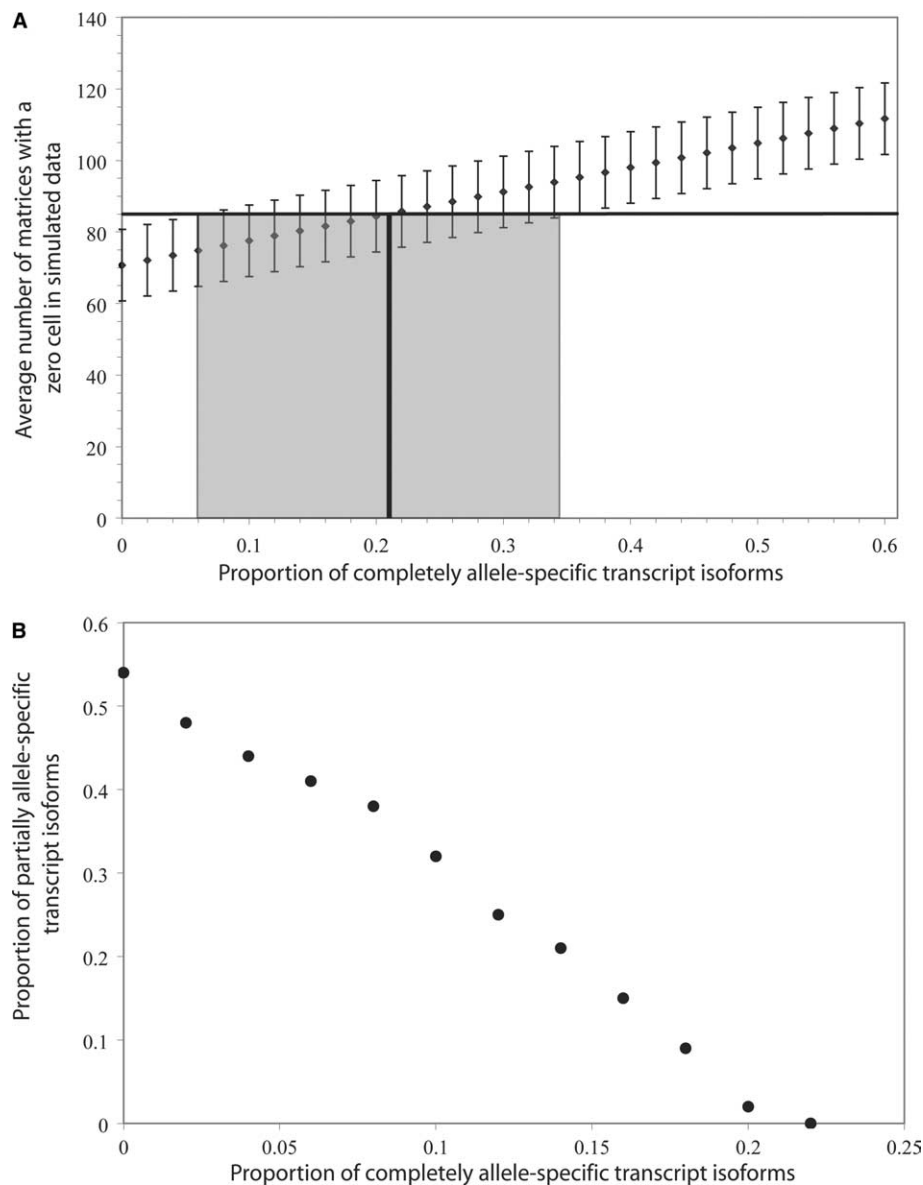 A
140
120
100
80
60
40
20
0
Average number of matrices with a
zero cell in simulated data
0 0.1 0.2 0.3 0.4 0.5 0.6
Proportion of completely allele-specific transcript isoforms
B
0.6
0.5
0.4
0.3
0.2
0.1
0
Proportion of partially allele-specific
transcript isoforms
0 0.05 0.1 0.15 0.2 0.25
Proportion of completely allele-specific transcript isoforms